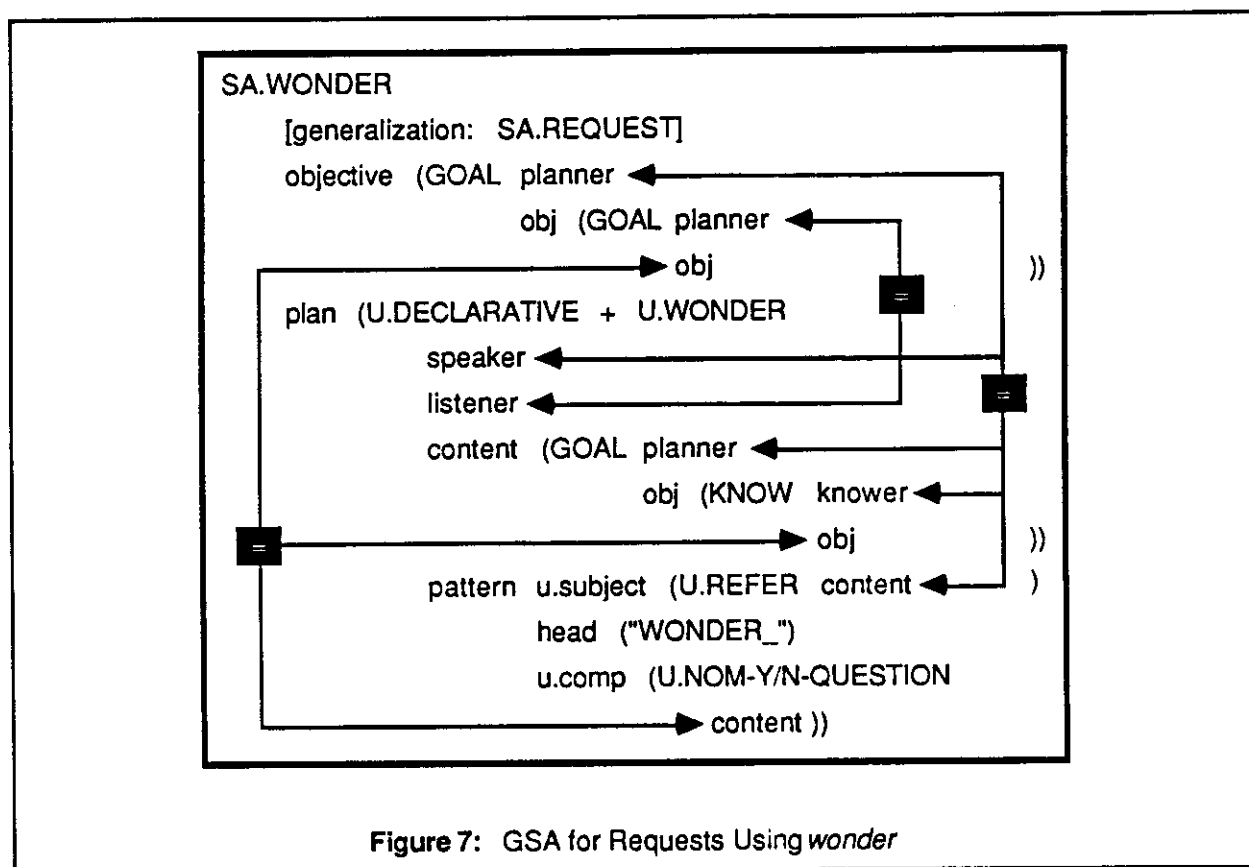 SA.WONDER
[generalization: SA.REQUEST]
objective (GOAL planner
obj (GOAL planner
obj ))
=
plan (U.DECLARATIVE + U.WONDER
speaker
listener
=
content (GOAL planner
obj (KNOW knower
= obj ))
pattern u.subject (U.REFER content )
head ("WONDER_")
u.comp (U.NOM-Y/N-QUESTION
content ))
Figure 7: GSA for Requests Using wonder